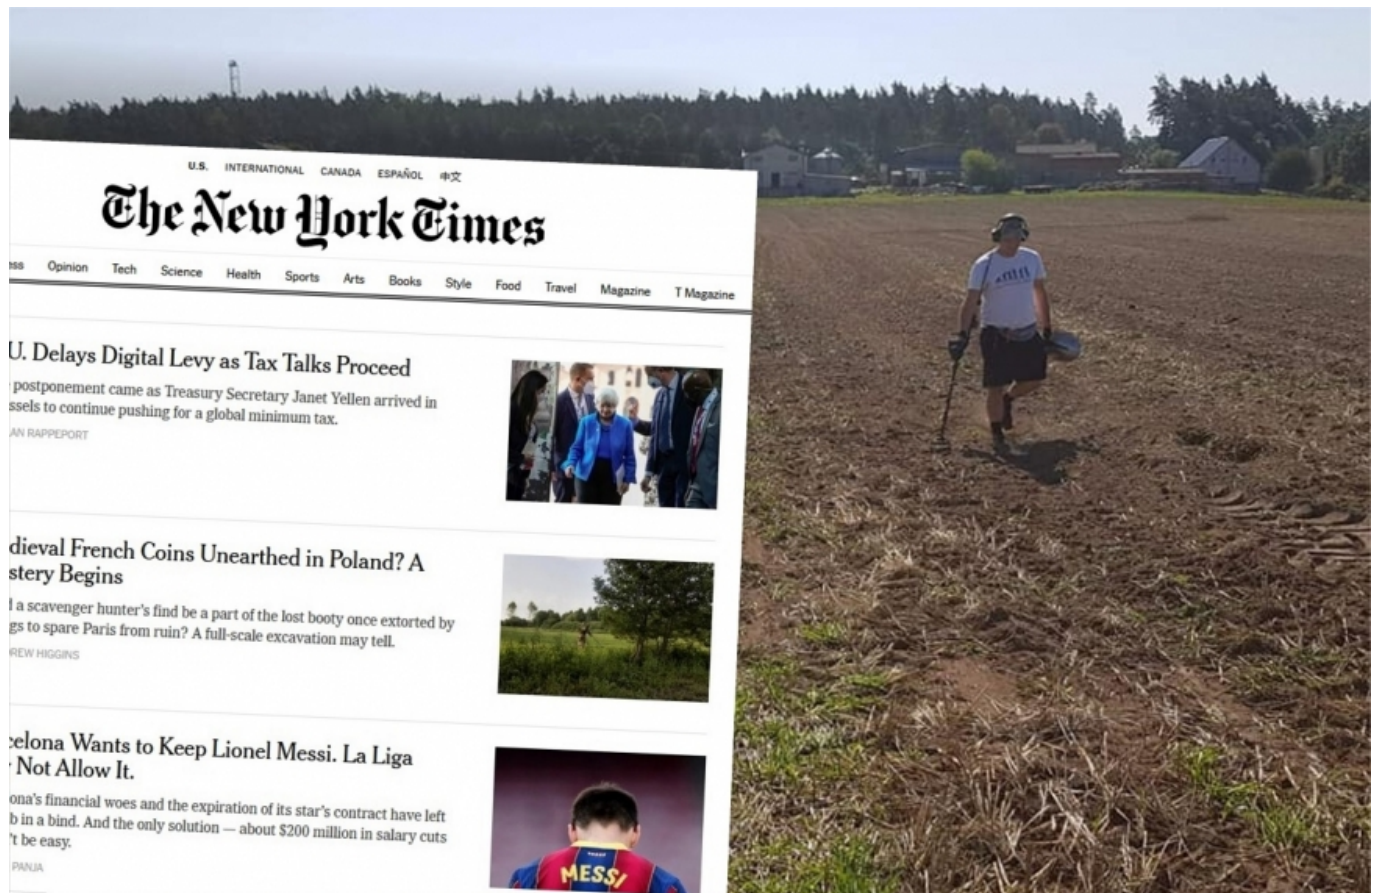 U.S. INTERNATIONAL CANADA ESPAÑOL 中文
The New York Times
Opinion Tech Science Health Sports Arts Books Style Food Travel Magazine T Magazine
U. Delays Digital Levy as Tax Talks Proceed
postponement came as Treasury Secretary Janet Yellen arrived in
ssels to continue pushing for a global minimum tax.
AN RAPPEPORT
dieval French Coins Unearthed in Poland? A
stery Begins
a scavenger hunter's find be a part of the lost booty once extorted by
gs to spare Paris from ruin? A full-scale excavation may tell.
REW HIGGINS
celona Wants to Keep Lionel Messi. La Liga
Not Allow It.
ona's financial woes and the expiration of its star's contract have left
b in a bind. And the only solution — about $200 million in salary cuts
't be easy.
PANJA
MESSI